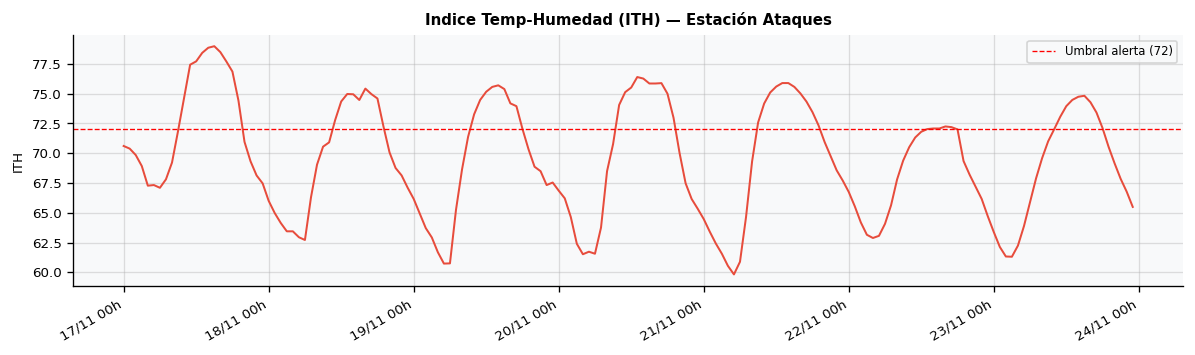 Indice Temp-Humedad (ITH) — Estación Ataques
Umbral alerta (72)
ITH
77.5
75.0
72.5
70.0
67.5
65.0
62.5
60.0
17/11 00h
18/11 00h
19/11 00h
20/11 00h
21/11 00h
22/11 00h
23/11 00h
24/11 00h